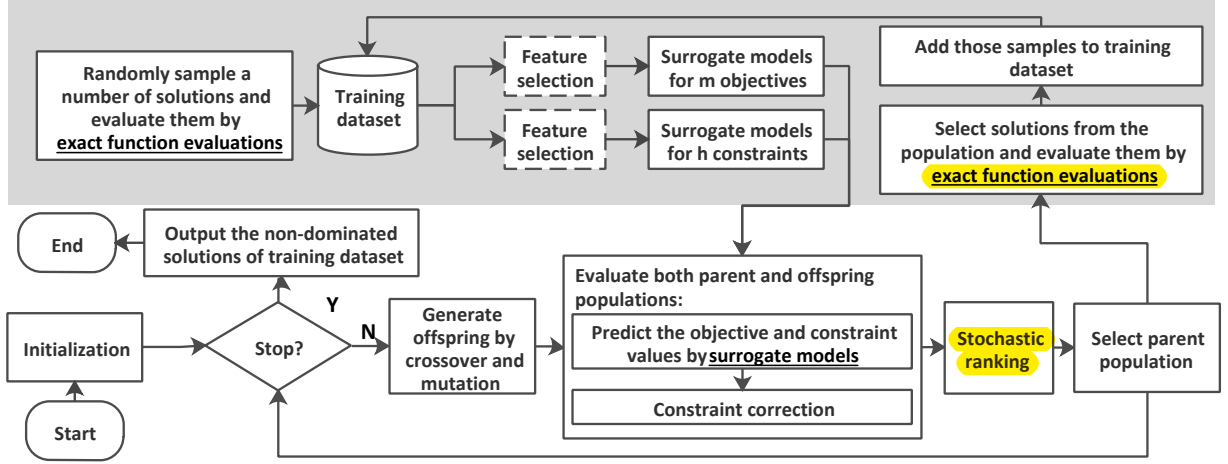 Randomly sample a
number of solutions and
evaluate them by
exact function evaluations
Training
dataset
Feature
selection
Surrogate models
for m objectives
Feature
selection
Surrogate models
for h constraints
Add those samples to training
dataset
Select solutions from the
population and evaluate them by
exact function evaluations
End
Output the non-dominated
solutions of training dataset
Start
Initialization
Stop?
Y
N
Generate
offspring by
crossover and
mutation
Evaluate both parent and offspring
populations:
Predict the objective and constraint
values by surrogate models
Constraint correction
Stochastic
ranking
Select parent
population